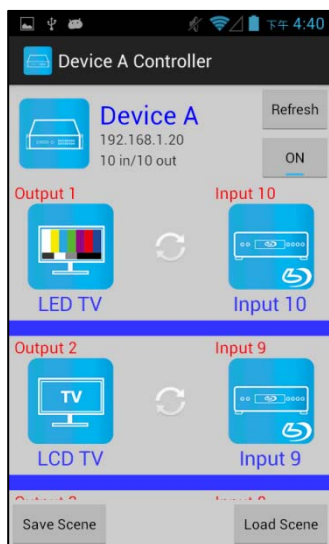 下午 4:40
Device A Controller
Device A
Refresh
192.168.1.20
10 in/10 out
ON
Output 1
Input 10
LED TV
Input 10
Output 2
Input 9
TV
LCD TV
Input 9
Save Scene
Load Scene